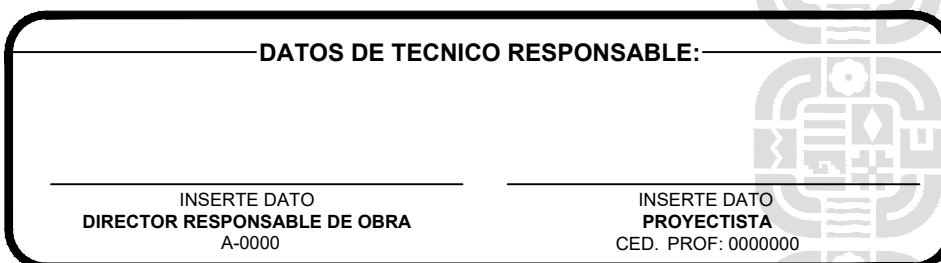 DATOS DE TECNICO RESPONSABLE:
INSERTE DATO
DIRECTOR RESPONSABLE DE OBRA
A-0000
INSERTE DATO
PROYECTISTA
CED. PROF: 0000000